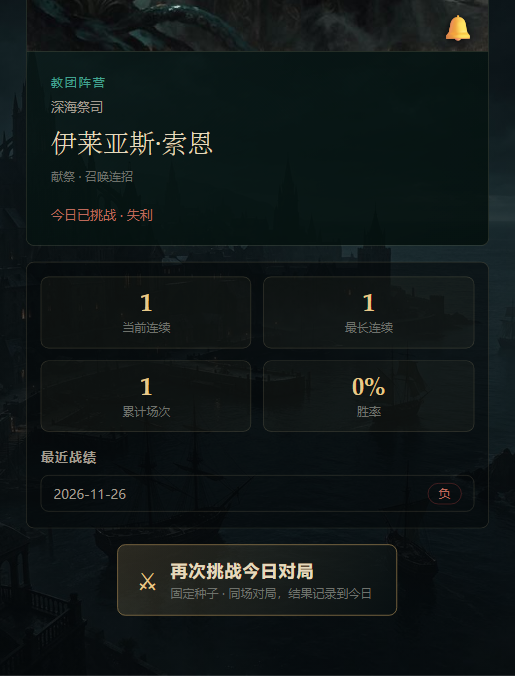 教团阵营
深海祭司
伊莱亚斯·索恩
献祭 · 召唤连招
今日已挑战 · 失利
1
当前连续
1
最长连续
1
累计场次
0%
胜率
最近战绩
2026-11-26
负
再次挑战今日对局
固定种子 · 同场对局，结果记录到今日